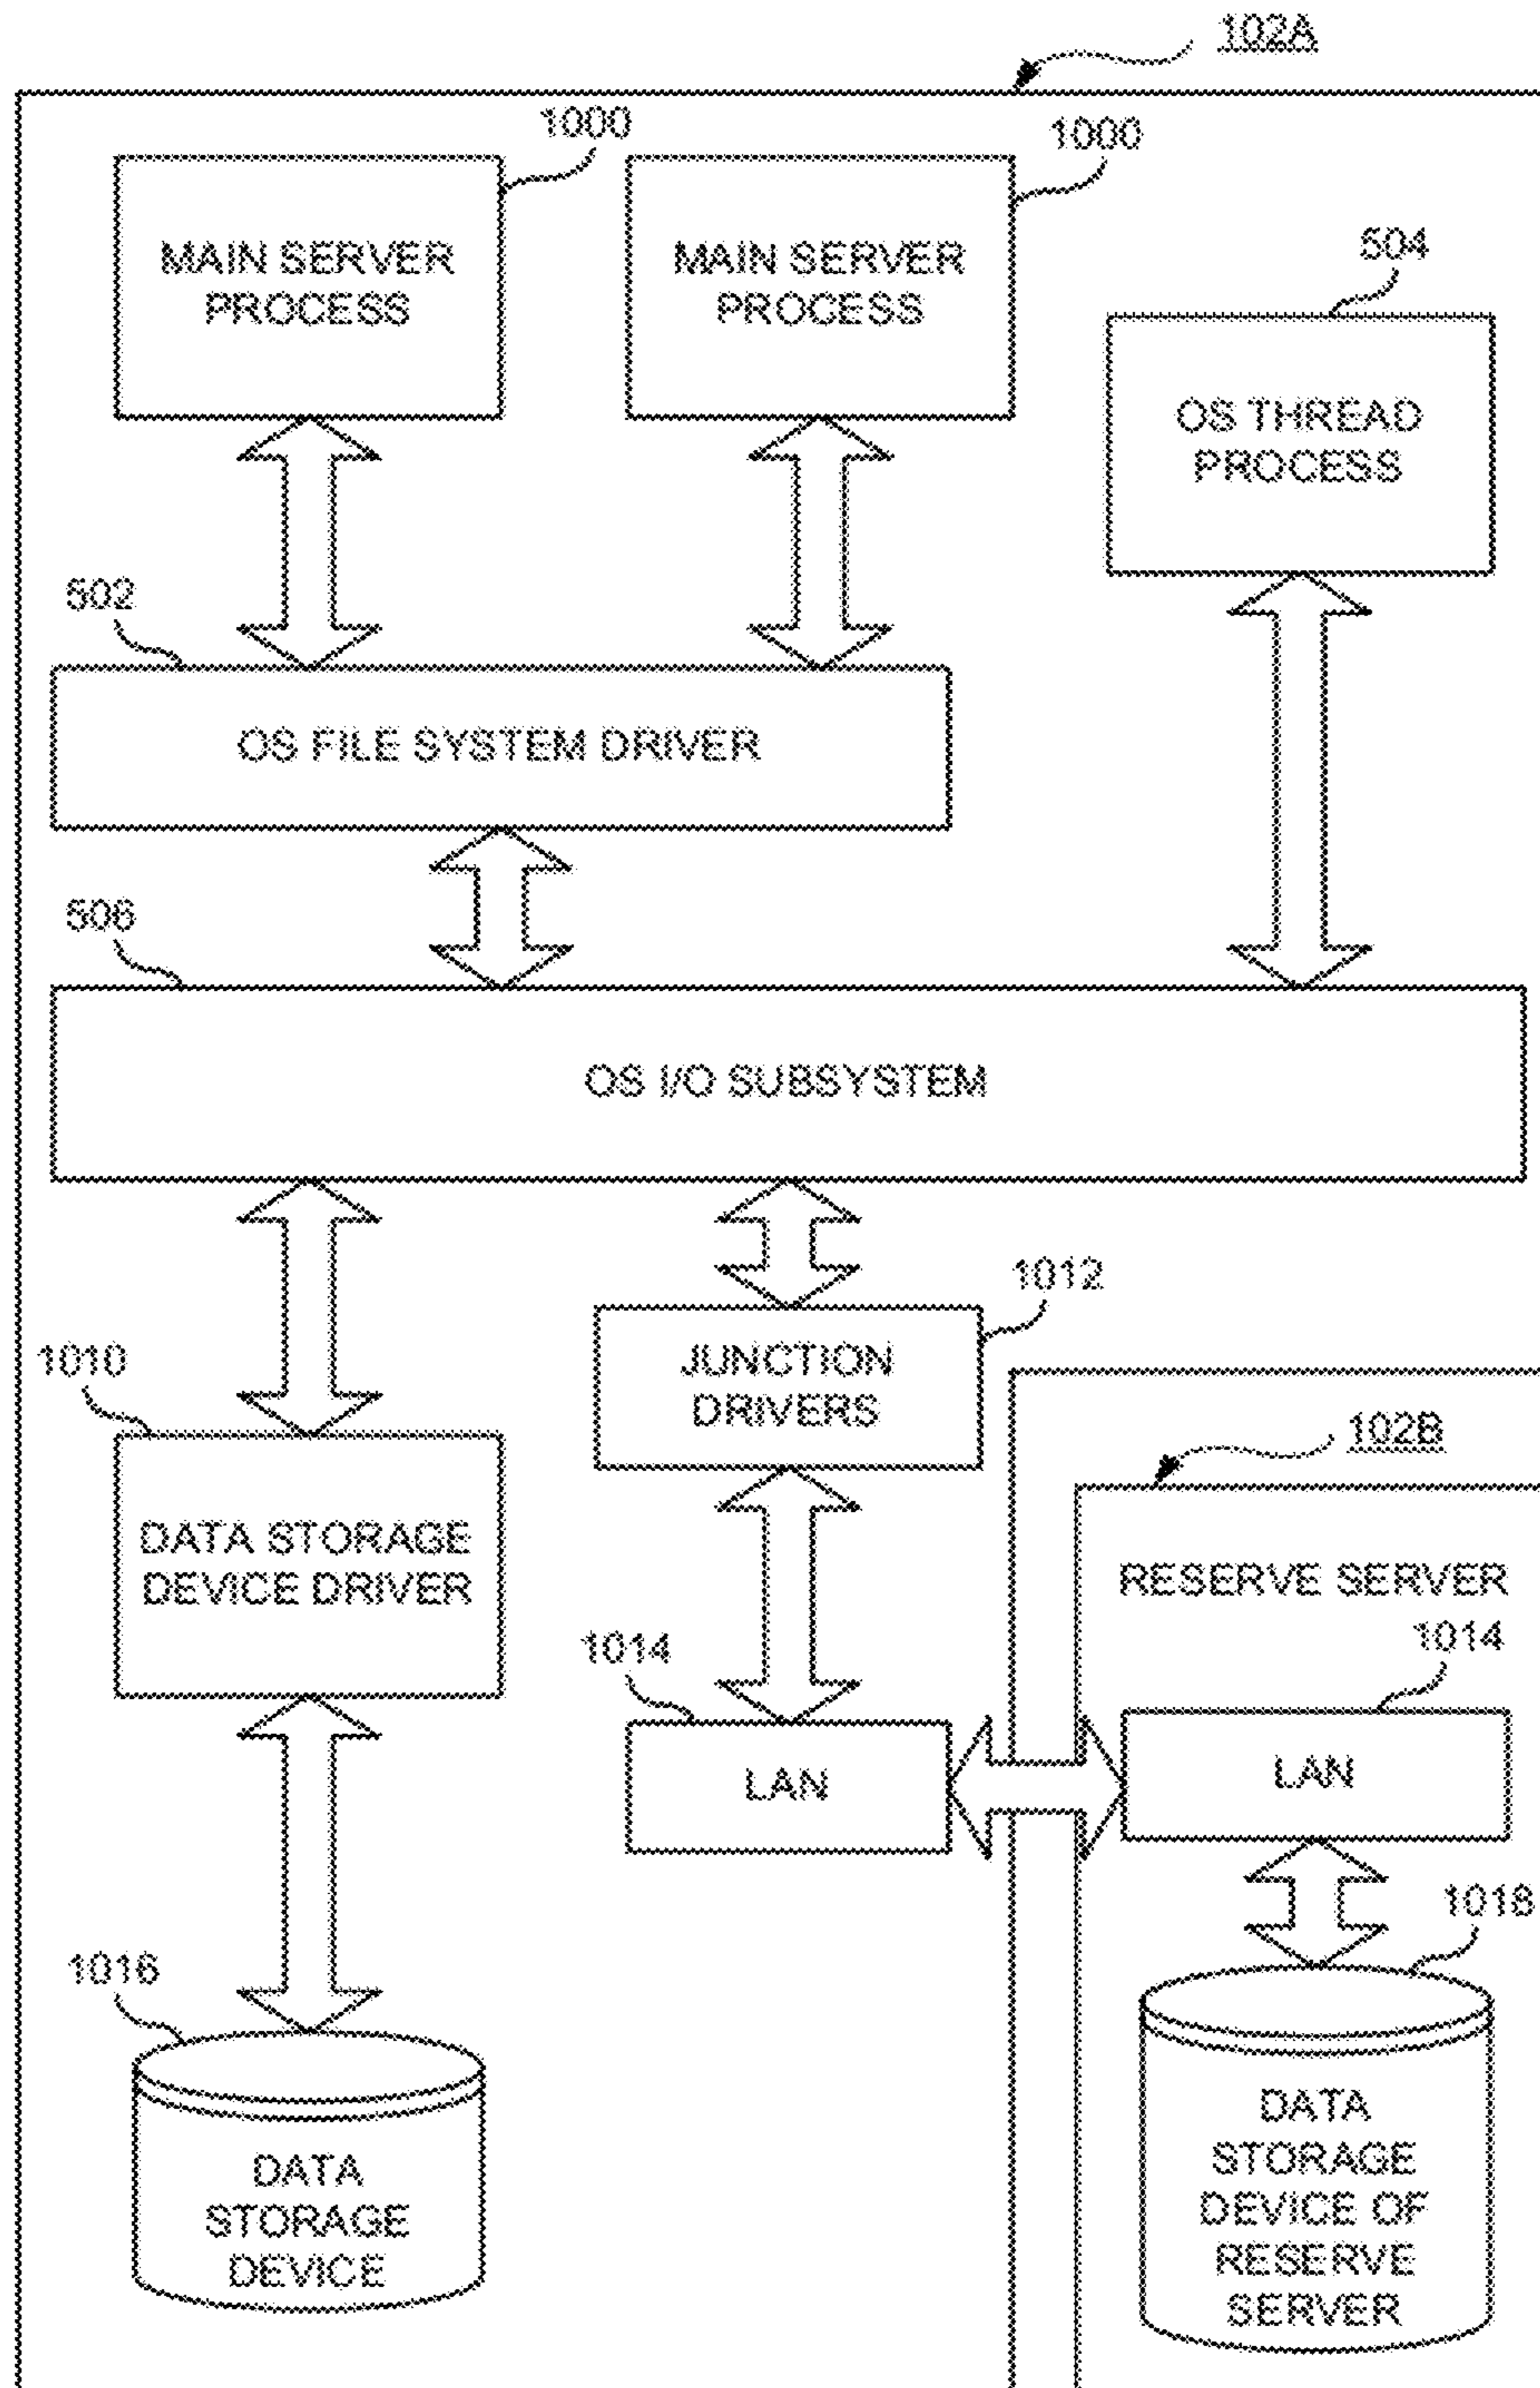 102A
1000
1000
MAIN SERVER
PROCESS
MAIN SERVER
PROCESS
504
OS THREAD
PROCESS
502
OS FILE SYSTEM DRIVER
506
OS I/O SUBSYSTEM
1012
JUNCTION
DRIVERS
1010
DATA STORAGE
DEVICE DRIVER
102B
RESERVE SERVER
1014
LAN
1014
LAN
1016
DATA
STORAGE
DEVICE
1018
DATA
STORAGE
DEVICE OF
RESERVE
SERVER